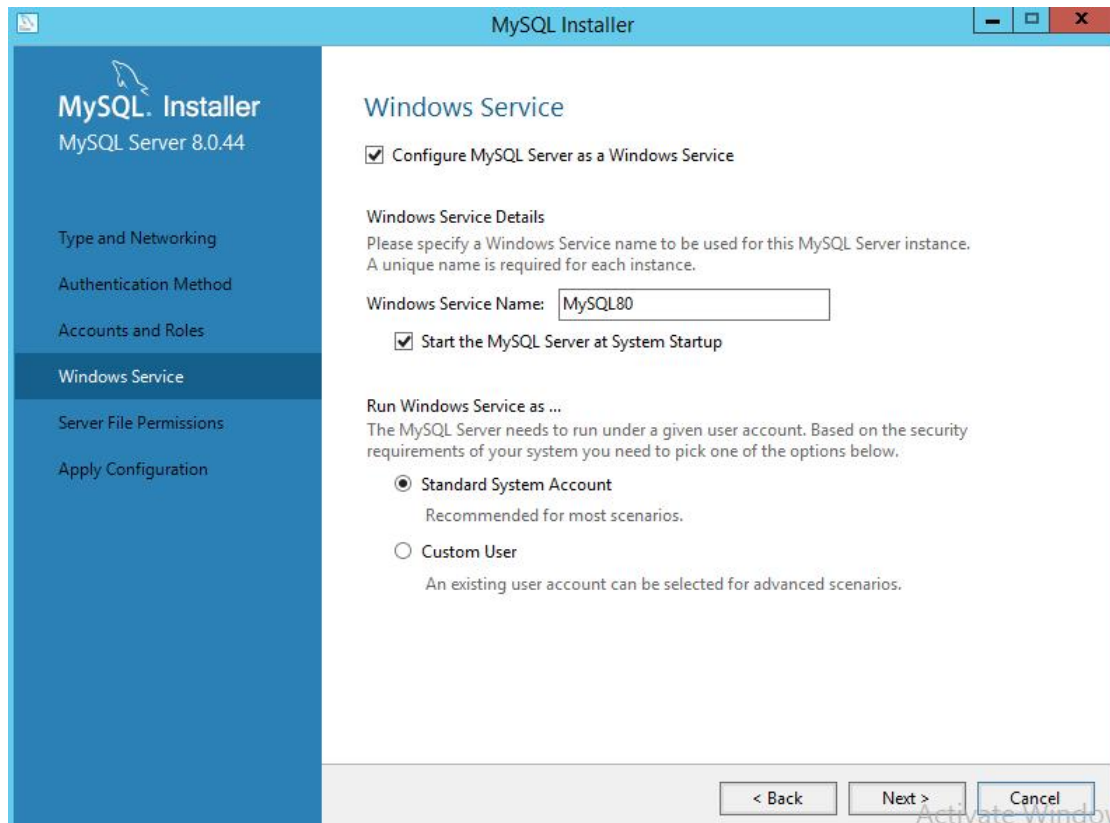 MySQL Installer
MySQL. Installer
MySQL Server 8.0.44
Type and Networking
Authentication Method
Accounts and Roles
Windows Service
Server File Permissions
Apply Configuration
Windows Service
Configure MySQL Server as a Windows Service
Windows Service Details
Please specify a Windows Service name to be used for this MySQL Server instance.
A unique name is required for each instance.
Windows Service Name: MySQL80
Start the MySQL Server at System Startup
Run Windows Service as ...
The MySQL Server needs to run under a given user account. Based on the security
requirements of your system you need to pick one of the options below.
Standard System Account
Recommended for most scenarios.
Custom User
An existing user account can be selected for advanced scenarios.
< Back Next > Cancel
Activate Window